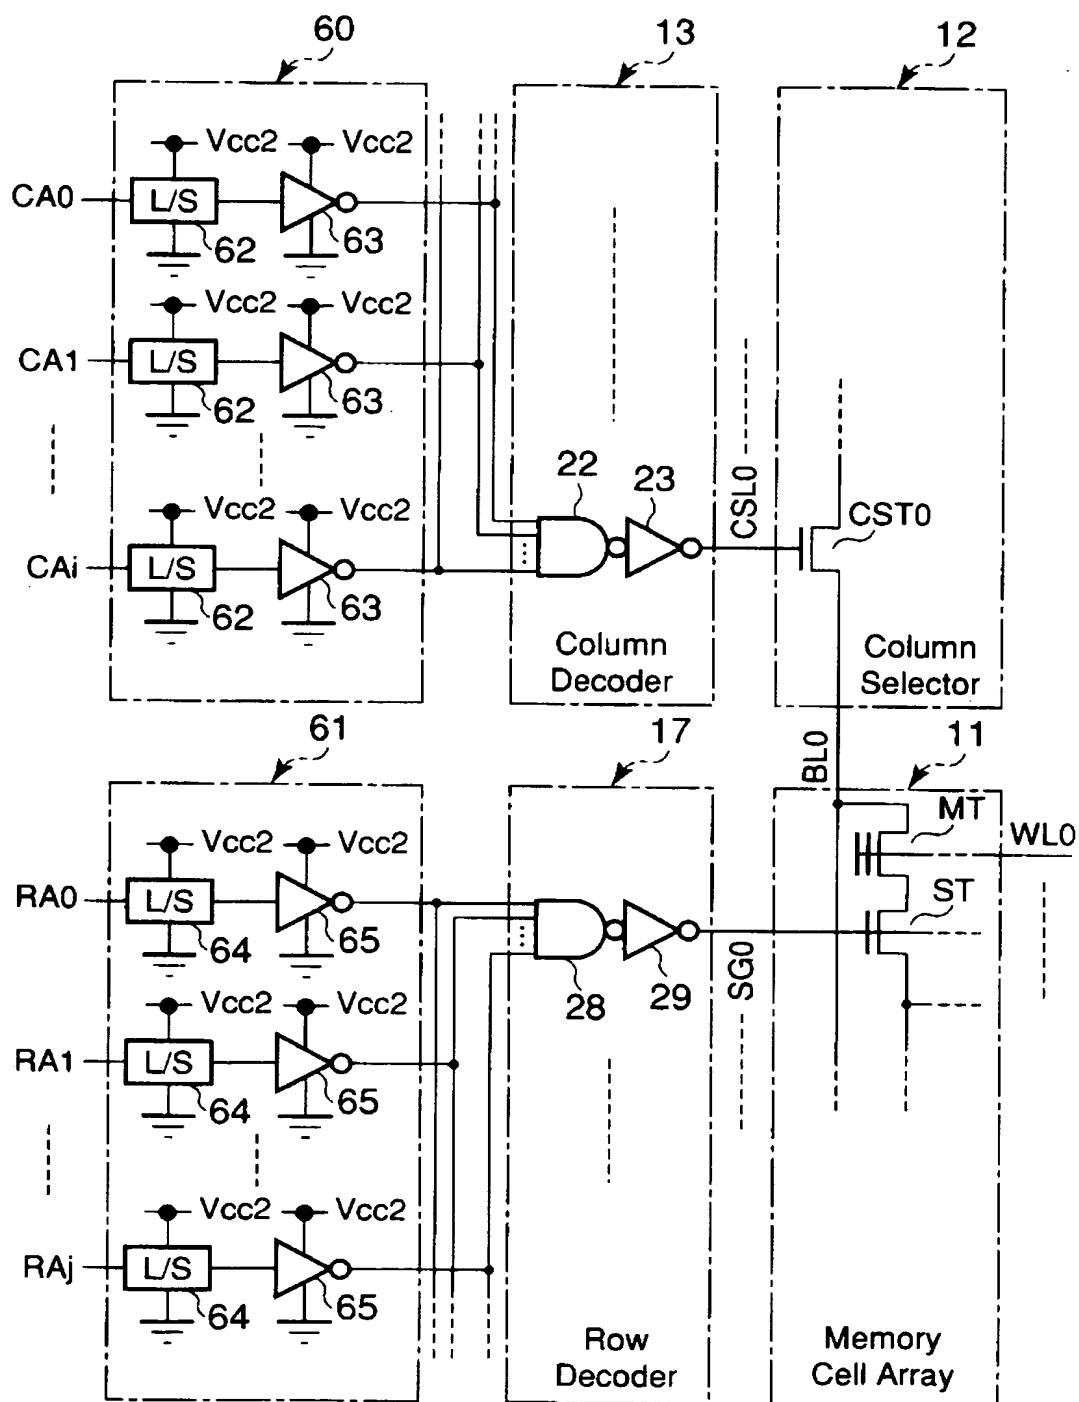 60
13
12
Vcc2 Vcc2
CA0
L/S
62
63
Vcc2 Vcc2
CA1
L/S
62
63
Vcc2 Vcc2
CAi
L/S
62
63
22
23
CSL0
CST0
Column
Decoder
Column
Selector
61
17
BL0
11
Vcc2 Vcc2
RA0
L/S
64
65
28
29
SG0
MT
WL0
ST
Vcc2 Vcc2
RA1
L/S
64
65
Vcc2 Vcc2
RAj
L/S
64
65
Row
Decoder
Memory
Cell Array